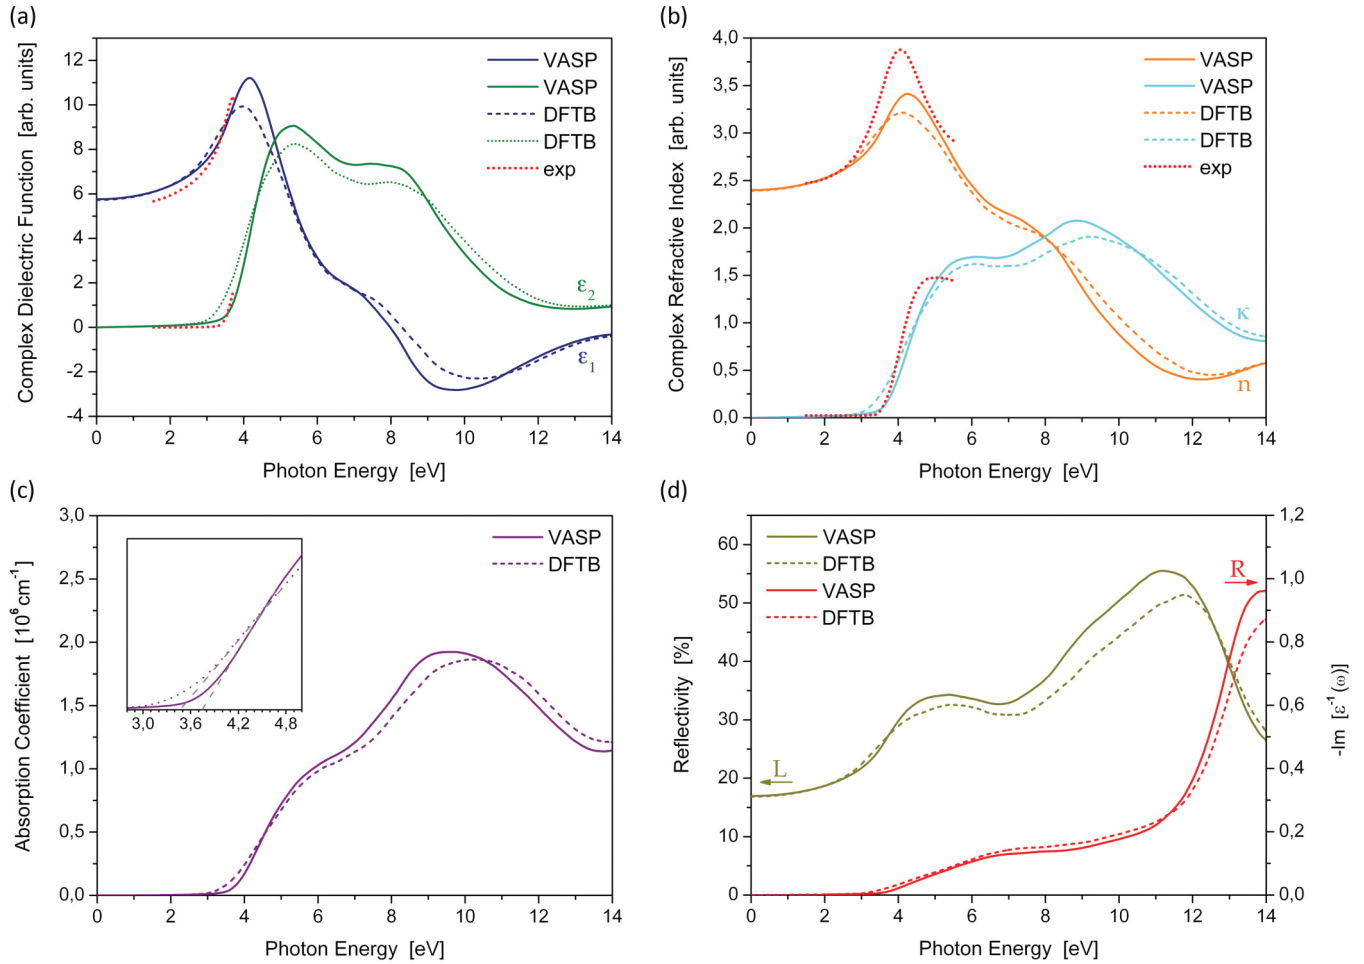 (a)
Complex Dielectric Function [arb. units]
12
10
8
6
4
2
0
-2
-4
VASP
VASP
DFTB
DFTB
exp
ε2
ε1
0 2 4 6 8 10 12 14
Photon Energy [eV]
(b)
Complex Refractive Index [arb. units]
4,0
3,5
3,0
2,5
2,0
1,5
1,0
0,5
0,0
VASP
VASP
DFTB
DFTB
exp
κ
n
0 2 4 6 8 10 12 14
Photon Energy [eV]
(c)
Absorption Coefficient [10⁶ cm⁻¹]
3,0
2,5
2,0
1,5
1,0
0,5
0,0
VASP
DFTB
3,0 3,6 4,2 4,8
0 2 4 6 8 10 12 14
Photon Energy [eV]
(d)
Reflectivity [%]
60
50
40
30
20
10
0
VASP
DFTB
VASP
DFTB
L
R
1,2
1,0
0,8
0,6
0,4
0,2
0,0
-Im [ε⁻¹(ω)]
0 2 4 6 8 10 12 14
Photon Energy [eV]